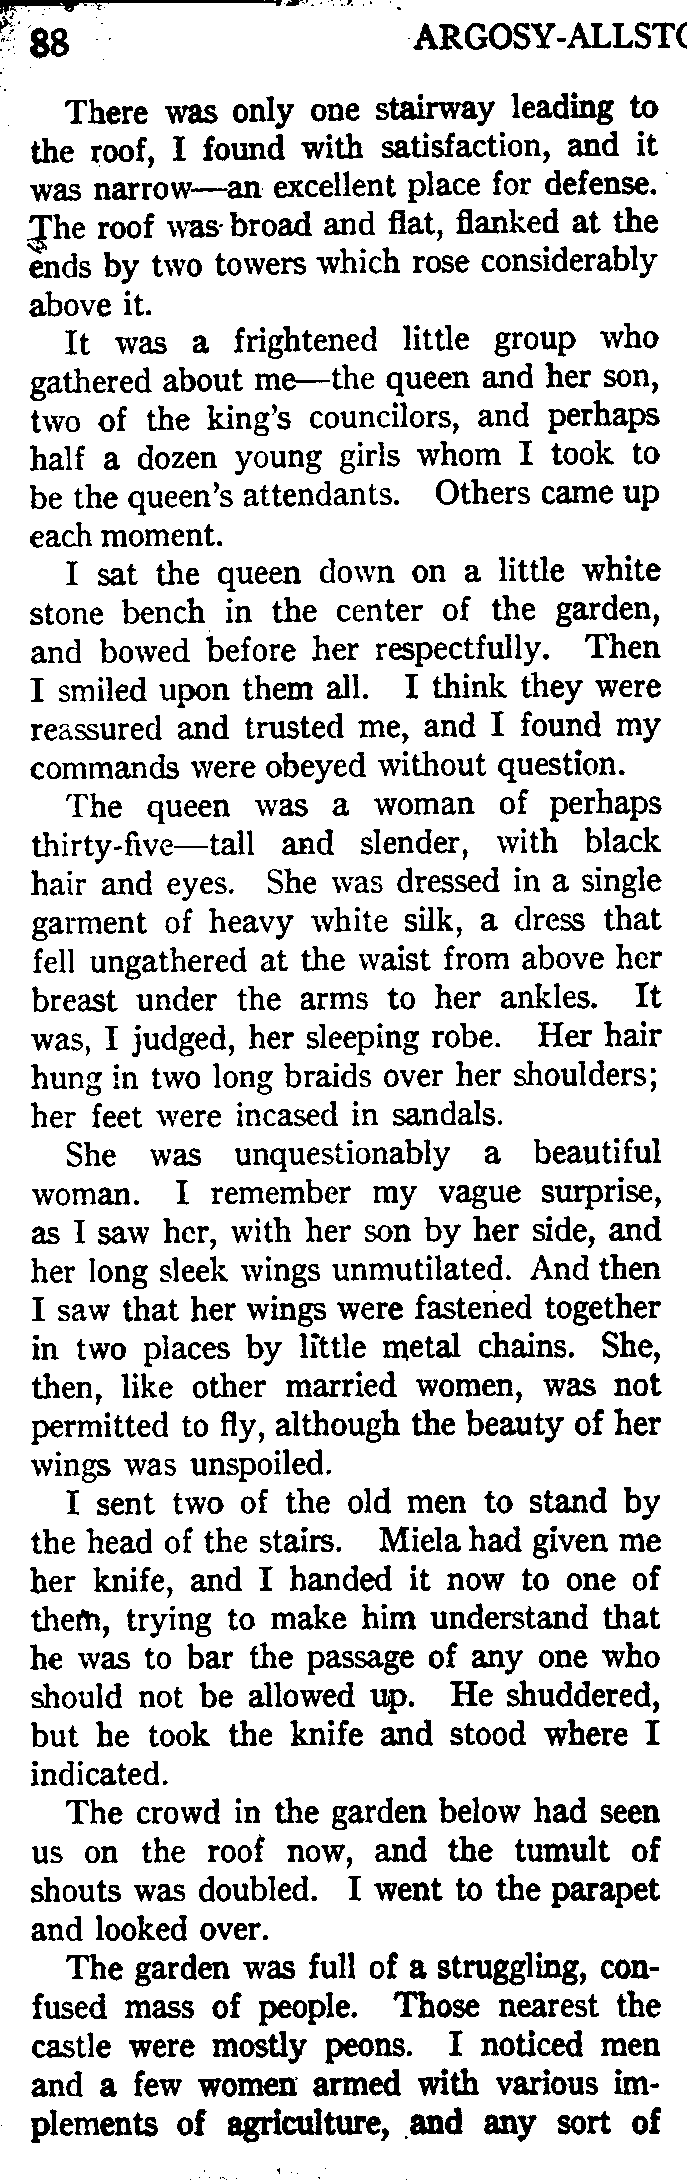 88 ARGOSY-ALLSTO
There was only one stairway leading to
the roof, I found with satisfaction, and it
was narrow—an excellent place for defense.
The roof was broad and flat, flanked at the
ends by two towers which rose considerably
above it.
It was a frightened little group who
gathered about me—the queen and her son,
two of the king's councilors, and perhaps
half a dozen young girls whom I took to
be the queen's attendants. Others came up
each moment.
I sat the queen down on a little white
stone bench in the center of the garden,
and bowed before her respectfully. Then
I smiled upon them all. I think they were
reassured and trusted me, and I found my
commands were obeyed without question.
The queen was a woman of perhaps
thirty-five—tall and slender, with black
hair and eyes. She was dressed in a single
garment of heavy white silk, a dress that
fell ungathered at the waist from above her
breast under the arms to her ankles. It
was, I judged, her sleeping robe. Her hair
hung in two long braids over her shoulders;
her feet were incased in sandals.
She was unquestionably a beautiful
woman. I remember my vague surprise,
as I saw her, with her son by her side, and
her long sleek wings unmutilated. And then
I saw that her wings were fastened together
in two places by little metal chains. She,
then, like other married women, was not
permitted to fly, although the beauty of her
wings was unspoiled.
I sent two of the old men to stand by
the head of the stairs. Miela had given me
her knife, and I handed it now to one of
them, trying to make him understand that
he was to bar the passage of any one who
should not be allowed up. He shuddered,
but he took the knife and stood where I
indicated.
The crowd in the garden below had seen
us on the roof now, and the tumult of
shouts was doubled. I went to the parapet
and looked over.
The garden was full of a struggling, con-
fused mass of people. Those nearest the
castle were mostly peons. I noticed men
and a few women armed with various im-
plements of agriculture, and any sort of